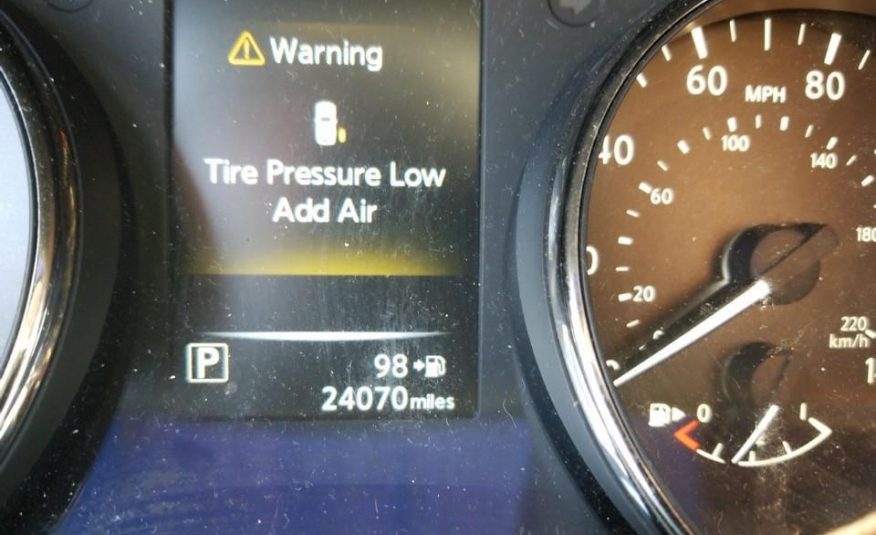 Warning
Tire Pressure Low
Add Air
P
98
24070 miles
60
80
MPH
40
100
140
60
180
20
220
km/h
0
1